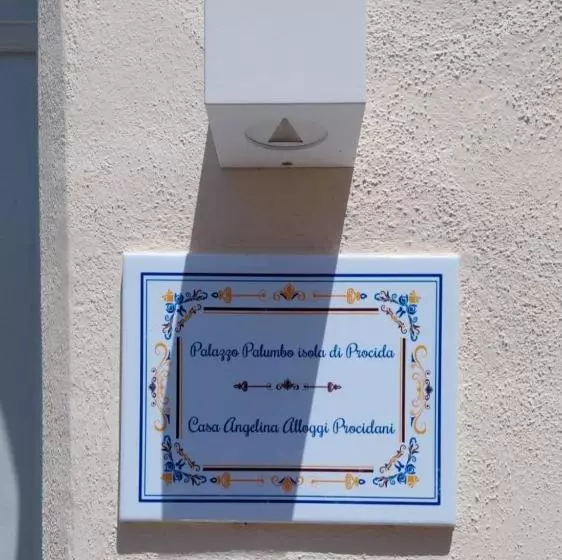 Palazzo Palumbo isola di Procida
Casa Angelina Alloggi Procidani